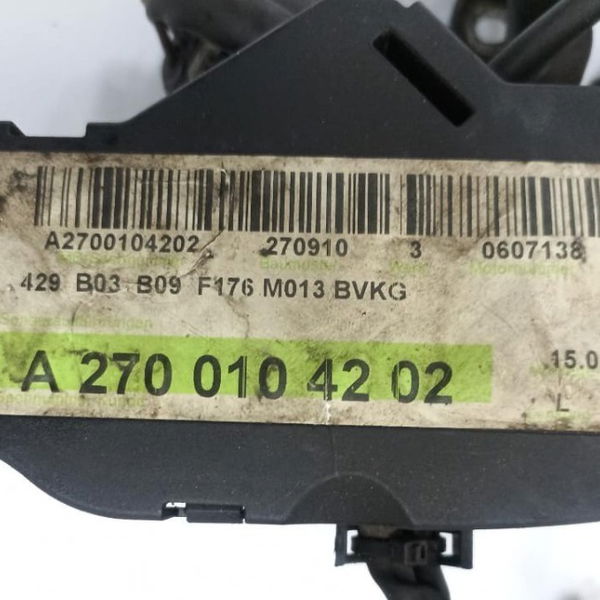 A2700104202 270910 3 0607138
429 B03 B09 F176 M013 BVKG
A 270 010 42 02 15.0
L